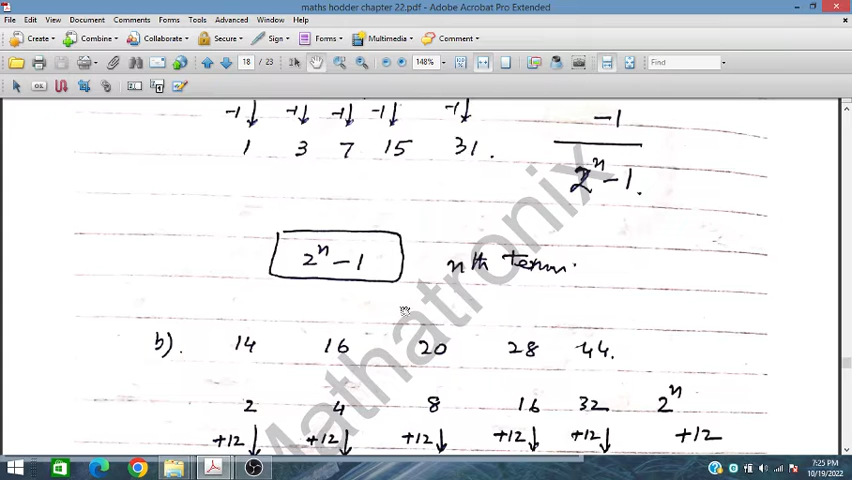 maths hodder chapter 22.pdf - Adobe Acrobat Pro Extended
File Edit View Document Comments Forms Tools Advanced Window Help
Create Combine Collaborate Secure Sign Forms Multimedia Comment
18 / 23 148% Find
-1 -1 -1 -1 -1 -1
1 3 7 15 31. 2ⁿ-1.
2ⁿ-1 nth term.
b). 14 16 20 28 44.
2 4 8 16 32 2ⁿ
+12 +12 +12 +12 +12 +12
Mathatronix
7:25 PM
10/19/2022